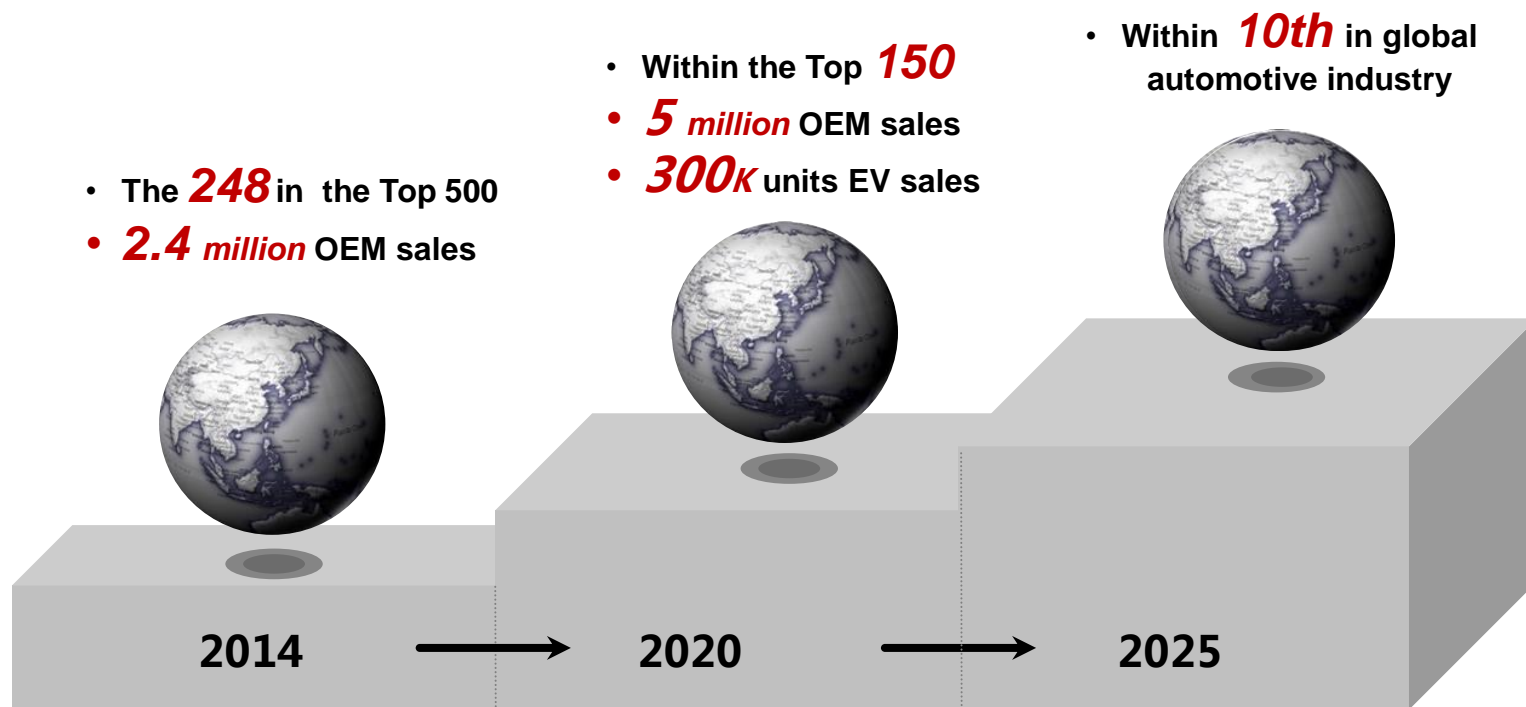 • The 248 in the Top 500
• 2.4 million OEM sales
• Within the Top 150
• 5 million OEM sales
• 300K units EV sales
• Within 10th in global
automotive industry
2014
2020
2025